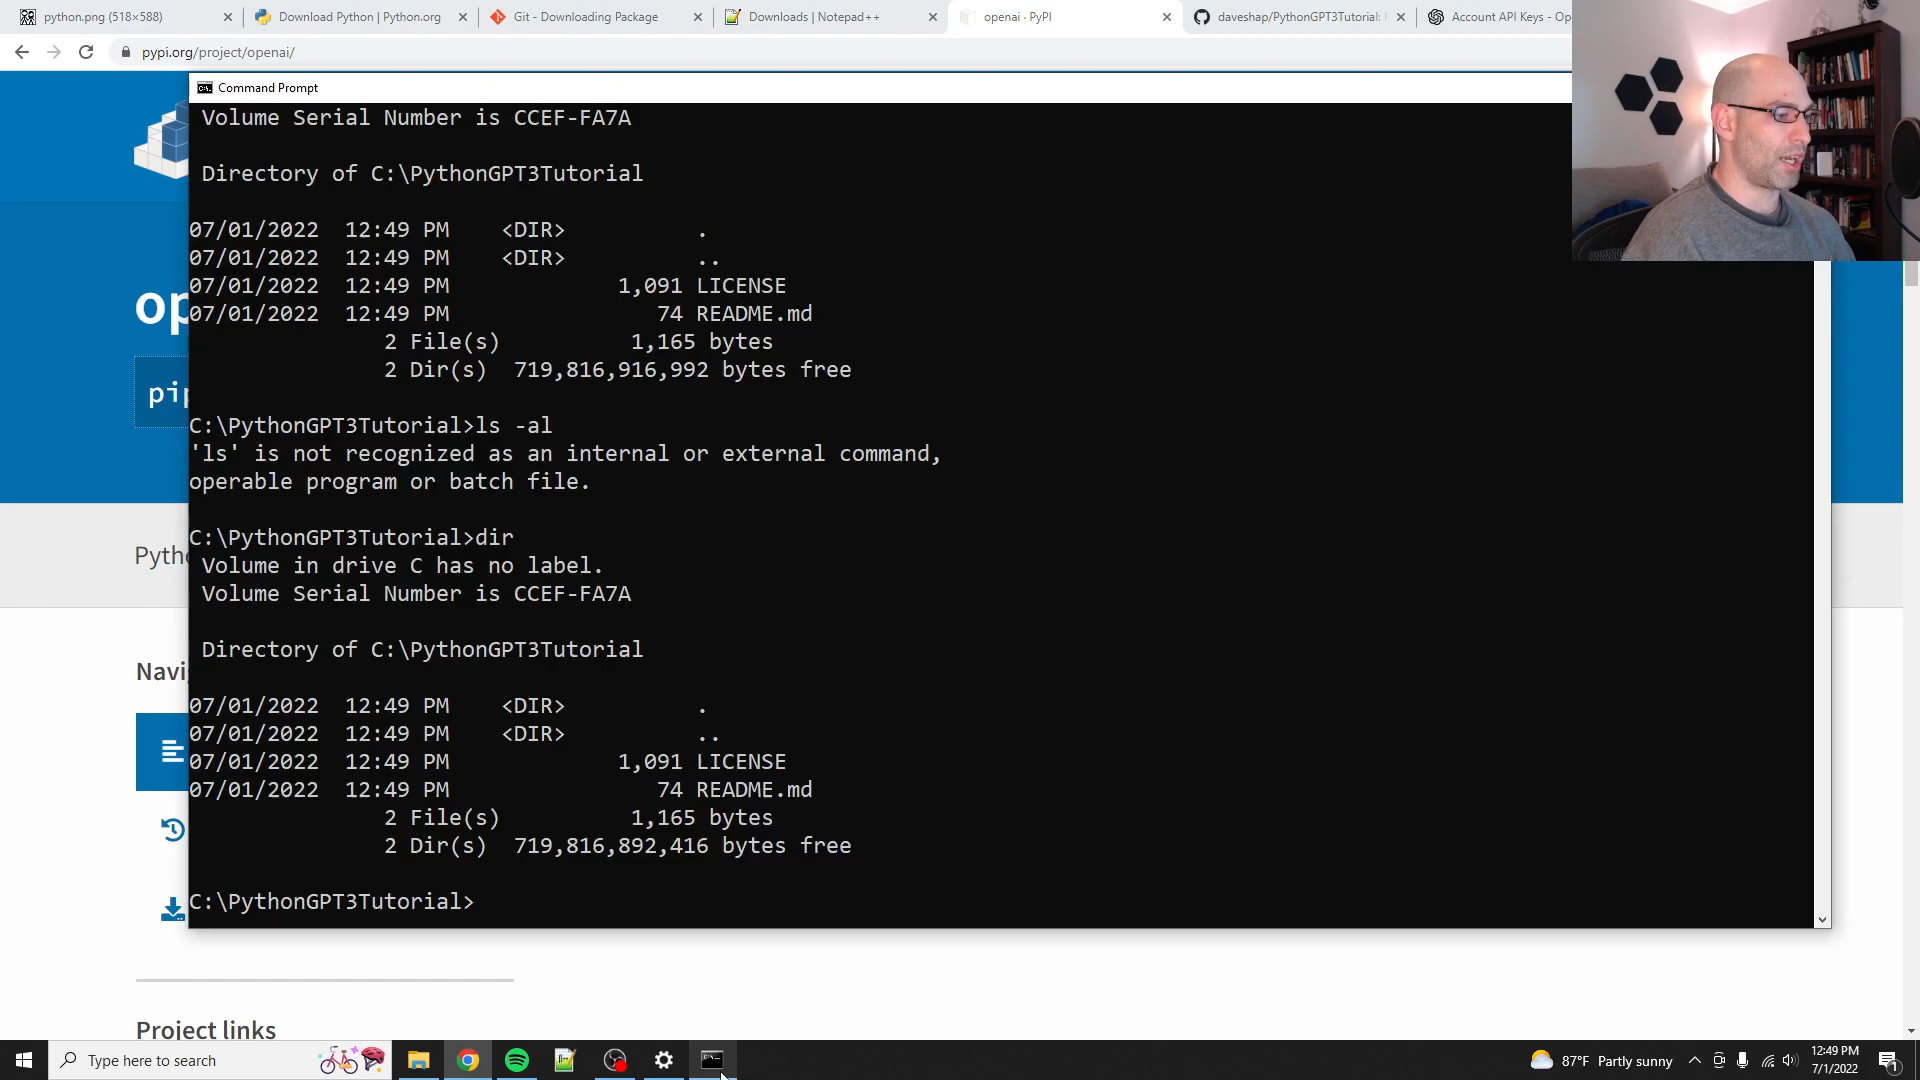 python.png (518×588)
Download Python | Python.org
Git - Downloading Package
Downloads | Notepad++
openai · PyPI
daveshap/PythonGPT3Tutorial:
Account API Keys - Op
pypi.org/project/openai/
Command Prompt
Volume Serial Number is CCEF-FA7A
Directory of C:\PythonGPT3Tutorial
07/01/2022  12:49 PM    <DIR>          .
07/01/2022  12:49 PM    <DIR>          ..
07/01/2022  12:49 PM             1,091 LICENSE
07/01/2022  12:49 PM                74 README.md
2 File(s)          1,165 bytes
2 Dir(s)  719,816,916,992 bytes free
C:\PythonGPT3Tutorial>ls -al
'ls' is not recognized as an internal or external command,
operable program or batch file.
C:\PythonGPT3Tutorial>dir
Volume in drive C has no label.
Volume Serial Number is CCEF-FA7A
Directory of C:\PythonGPT3Tutorial
07/01/2022  12:49 PM    <DIR>          .
07/01/2022  12:49 PM    <DIR>          ..
07/01/2022  12:49 PM             1,091 LICENSE
07/01/2022  12:49 PM                74 README.md
2 File(s)          1,165 bytes
2 Dir(s)  719,816,892,416 bytes free
C:\PythonGPT3Tutorial>
op
pip
Pytho
Navi
Project links
Type here to search
87°F Partly sunny
12:49 PM
7/1/2022
1